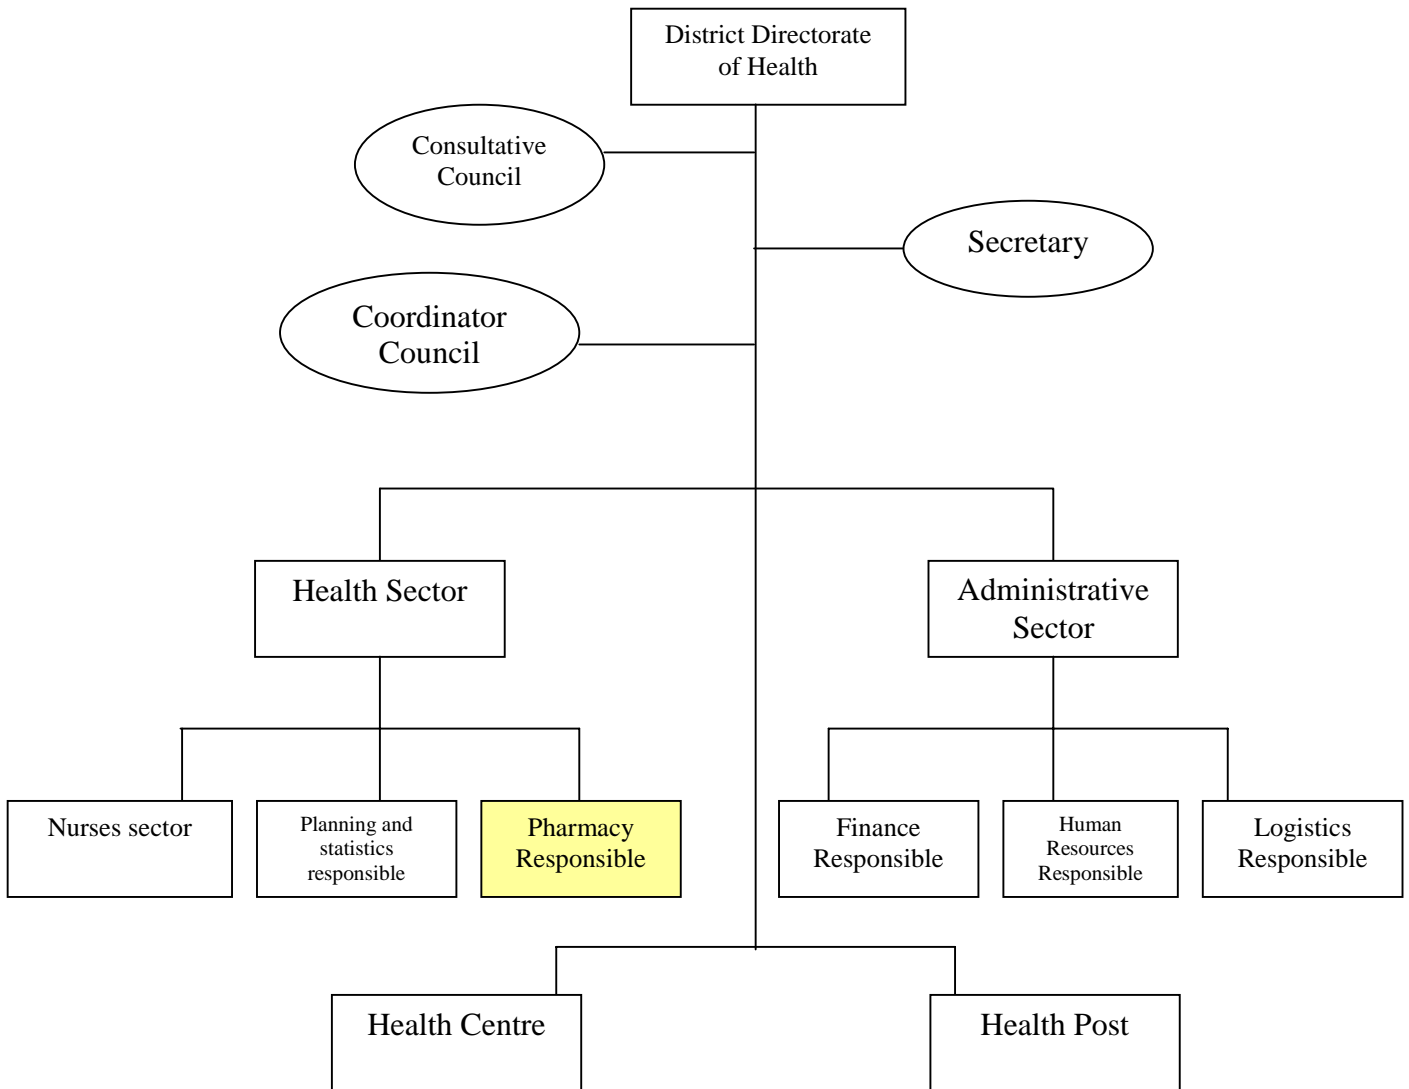 District Directorate
of Health
Consultative
Council
Secretary
Coordinator
Council
Health Sector
Administrative
Sector
Nurses sector
Planning and
statistics
responsible
Pharmacy
Responsible
Finance
Responsible
Human
Resources
Responsible
Logistics
Responsible
Health Centre
Health Post